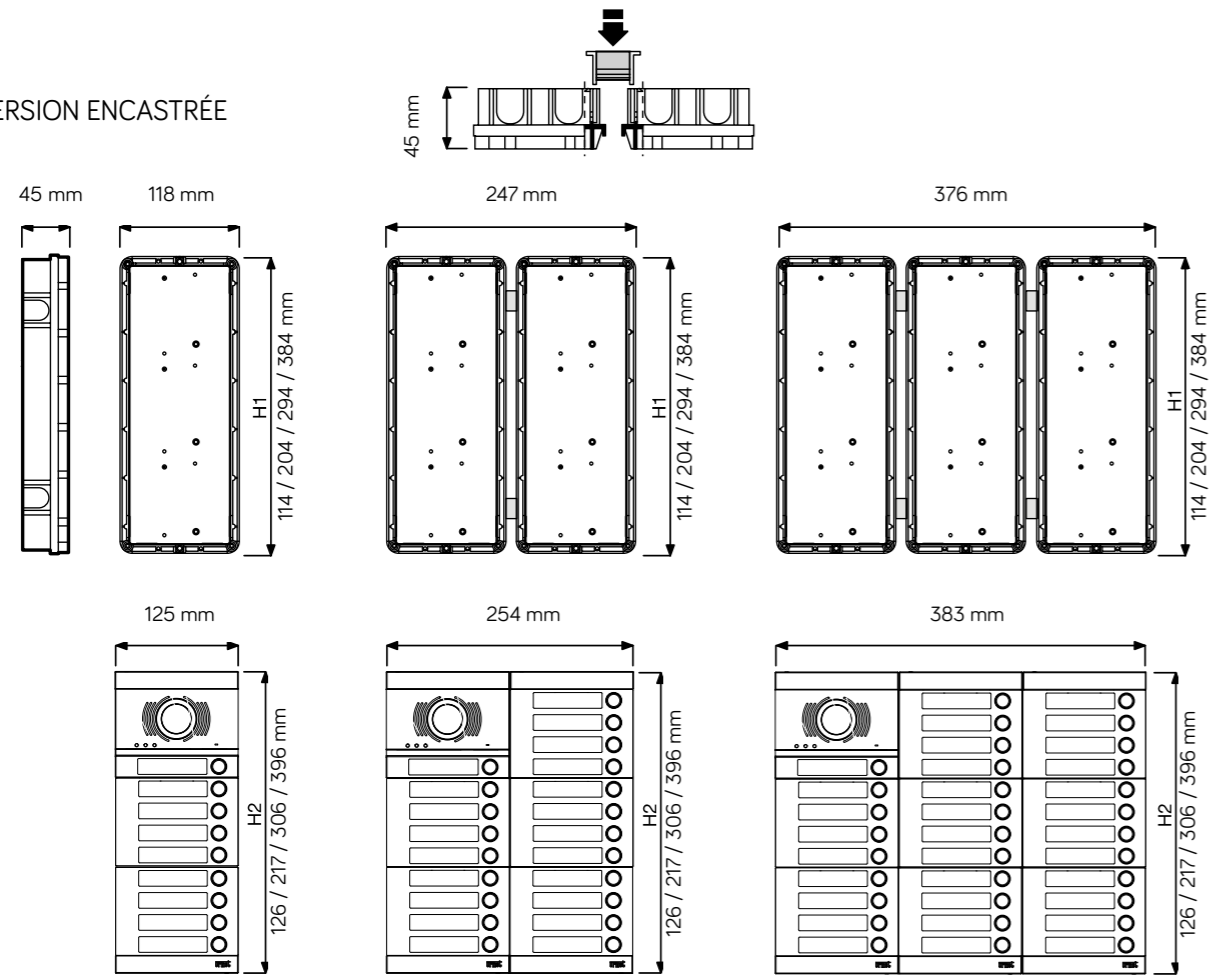 ERSION ENCASTRÉE
45 mm
45 mm
118 mm
247 mm
376 mm
H1
114 / 204 / 294 / 384 mm
H1
114 / 204 / 294 / 384 mm
H1
114 / 204 / 294 / 384 mm
125 mm
254 mm
383 mm
H2
126 / 217 / 306 / 396 mm
H2
126 / 217 / 306 / 396 mm
H2
126 / 217 / 306 / 396 mm